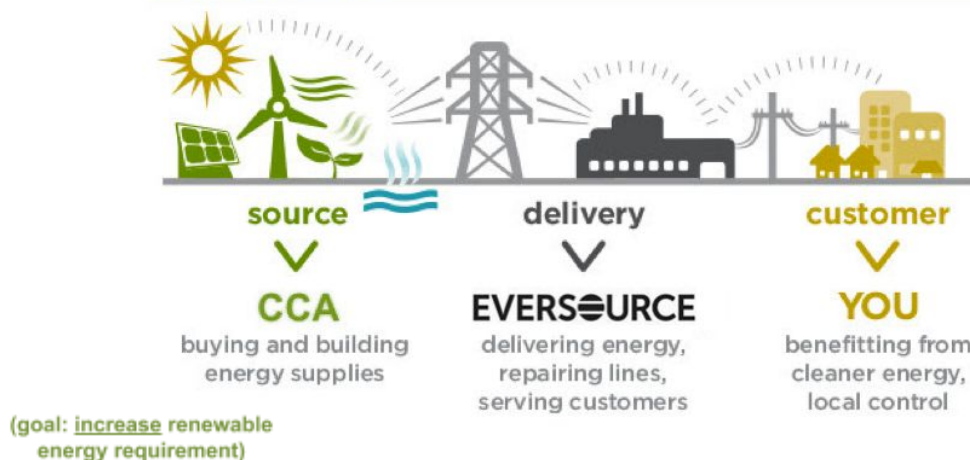 source
delivery
customer
CCA
EVERSOURCE
YOU
buying and building
energy supplies
delivering energy,
repairing lines,
serving customers
benefitting from
cleaner energy,
local control
(goal: increase renewable
energy requirement)